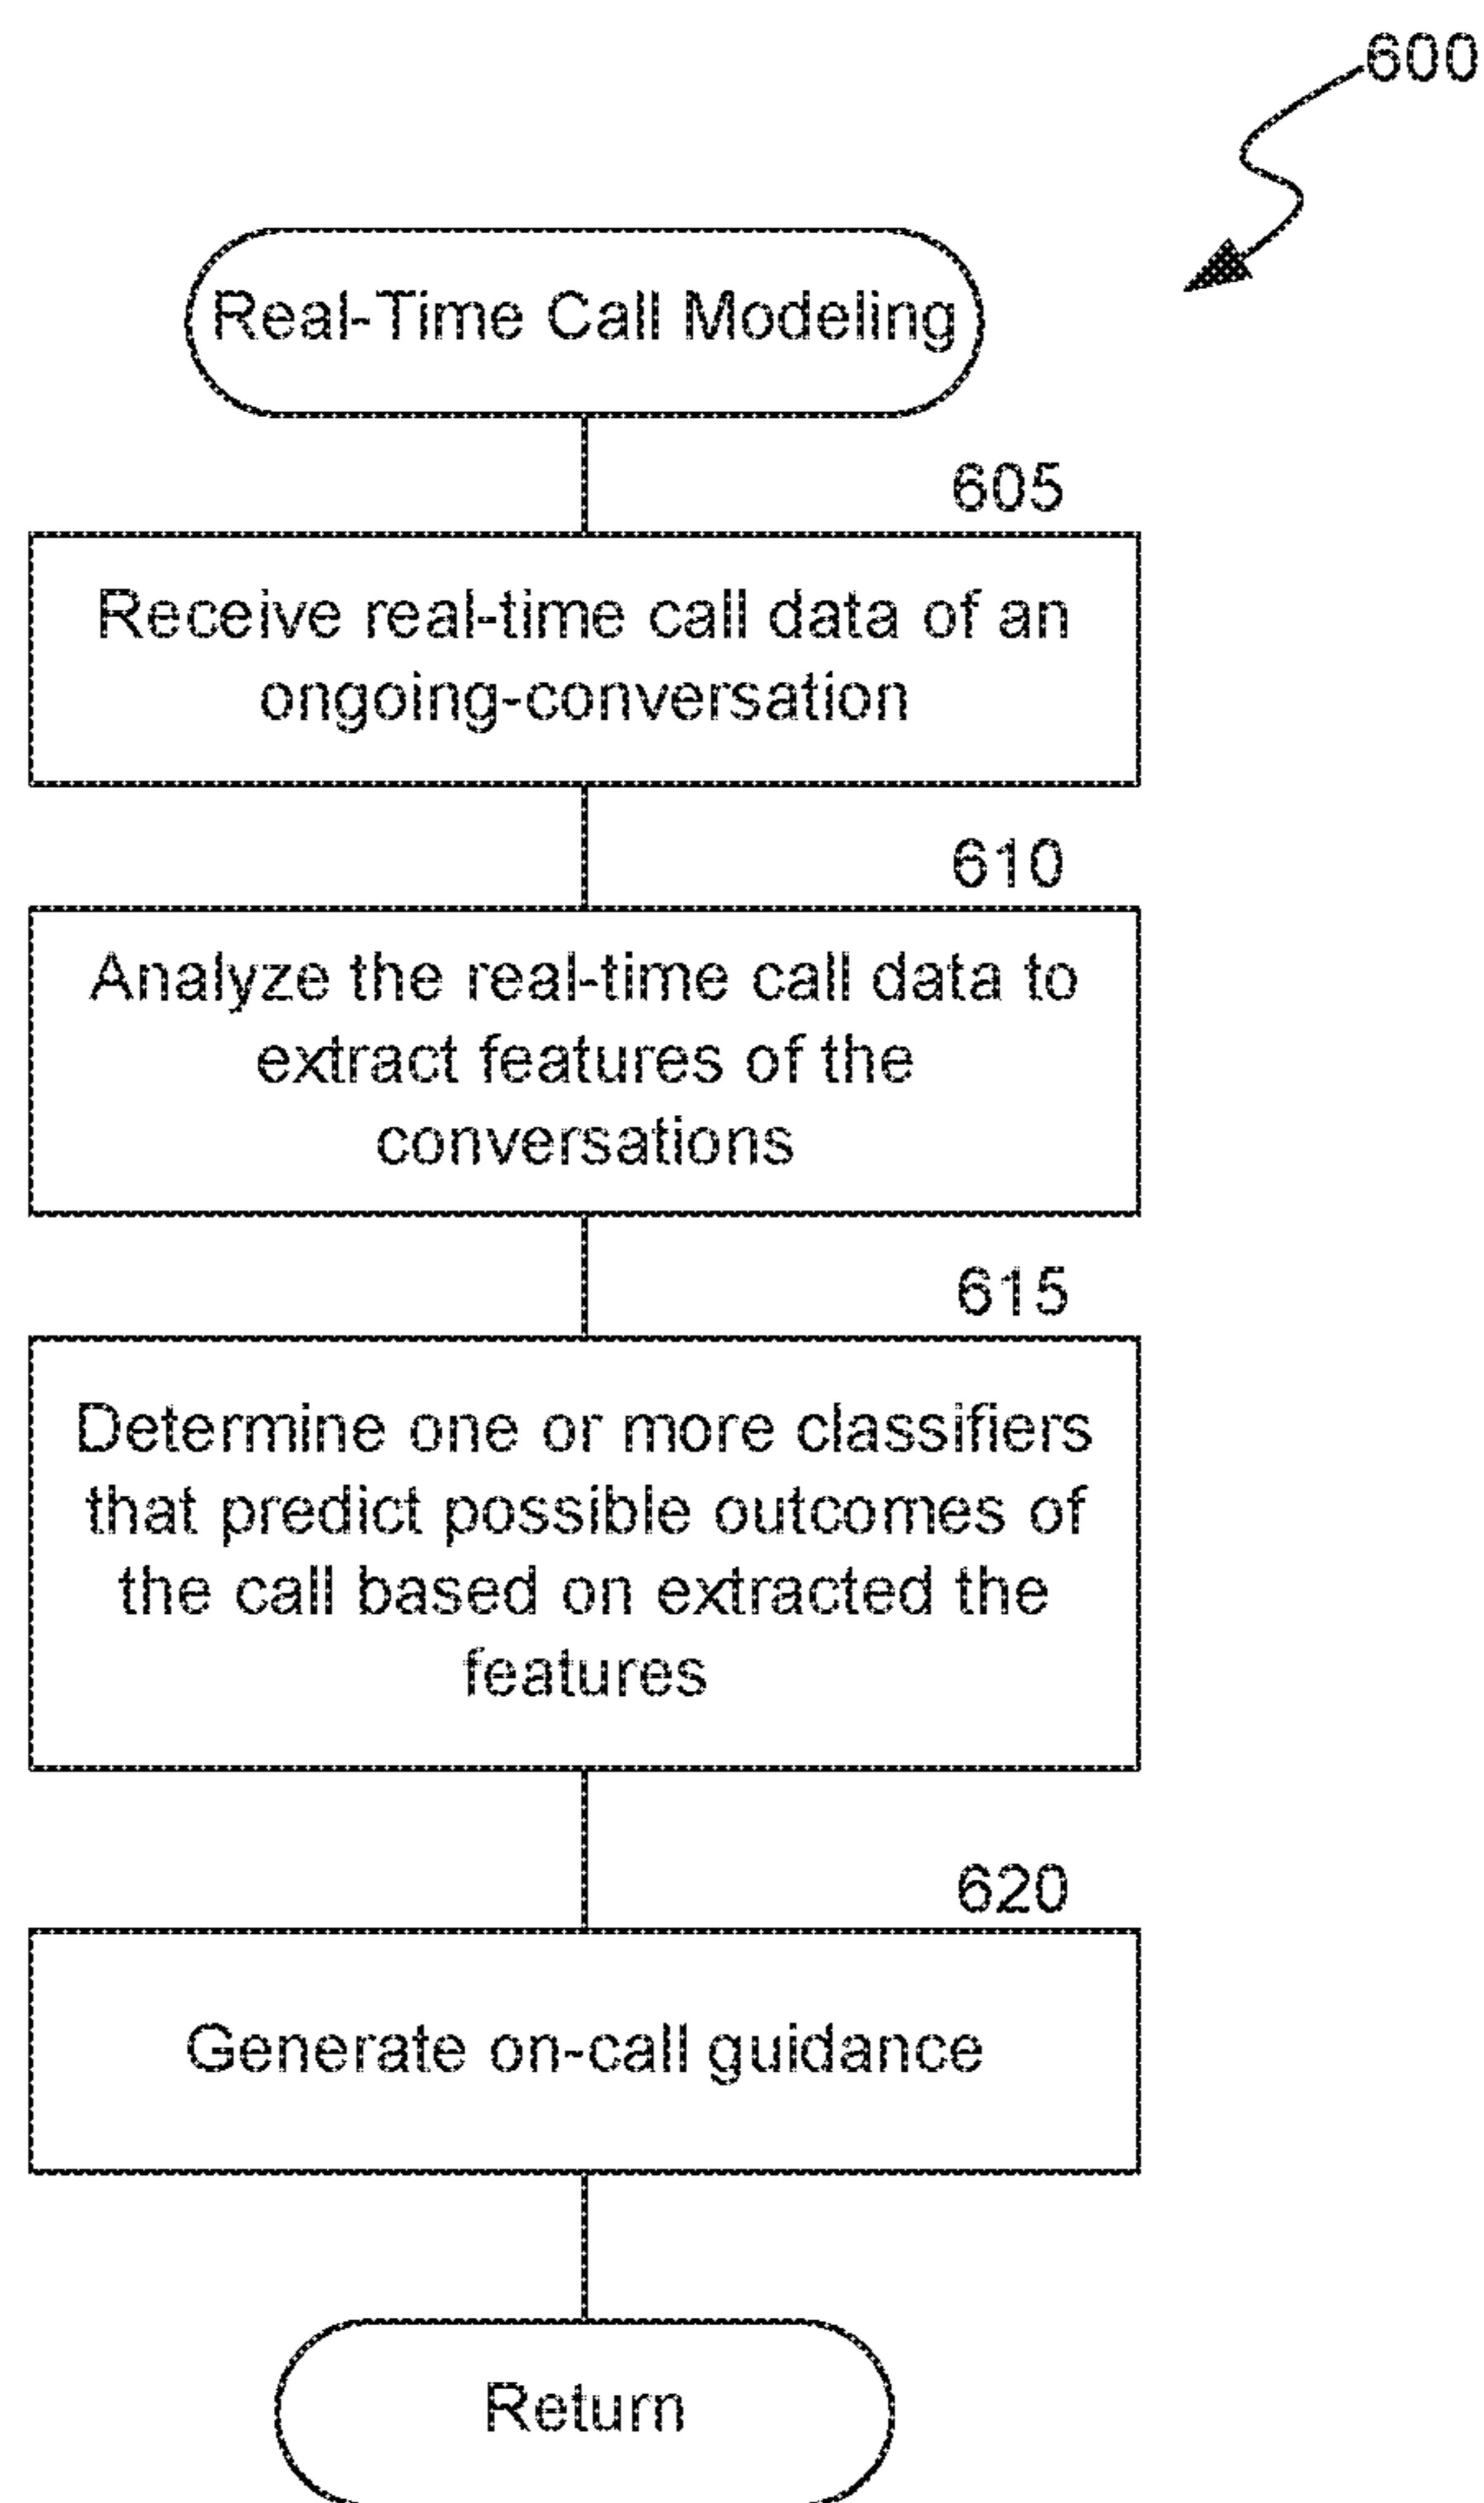 600
Real-Time Call Modeling
605
Receive real-time call data of an
ongoing-conversation
610
Analyze the real-time call data to
extract features of the
conversations
615
Determine one or more classifiers
that predict possible outcomes of
the call based on extracted the
features
620
Generate on-call guidance
Return